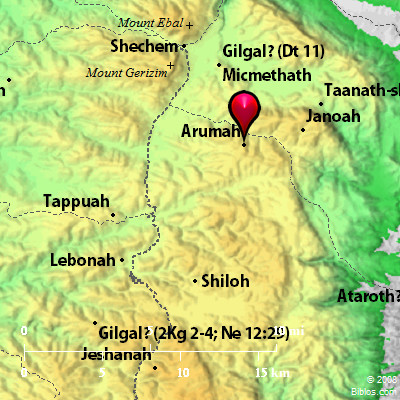 Mount Ebal
Shechem
Gilgal? (Dt 11)
Mount Gerizim
Micmethath
Taanath-s
Janoah
Arumah
Tappuah
Lebonah
Shiloh
Ataroth?
0
10 mi
Gilgal? (2Kg 2-4; Ne 12:29)
Jeshanah
0 5 10 15 km
© 2008
Biblos.com